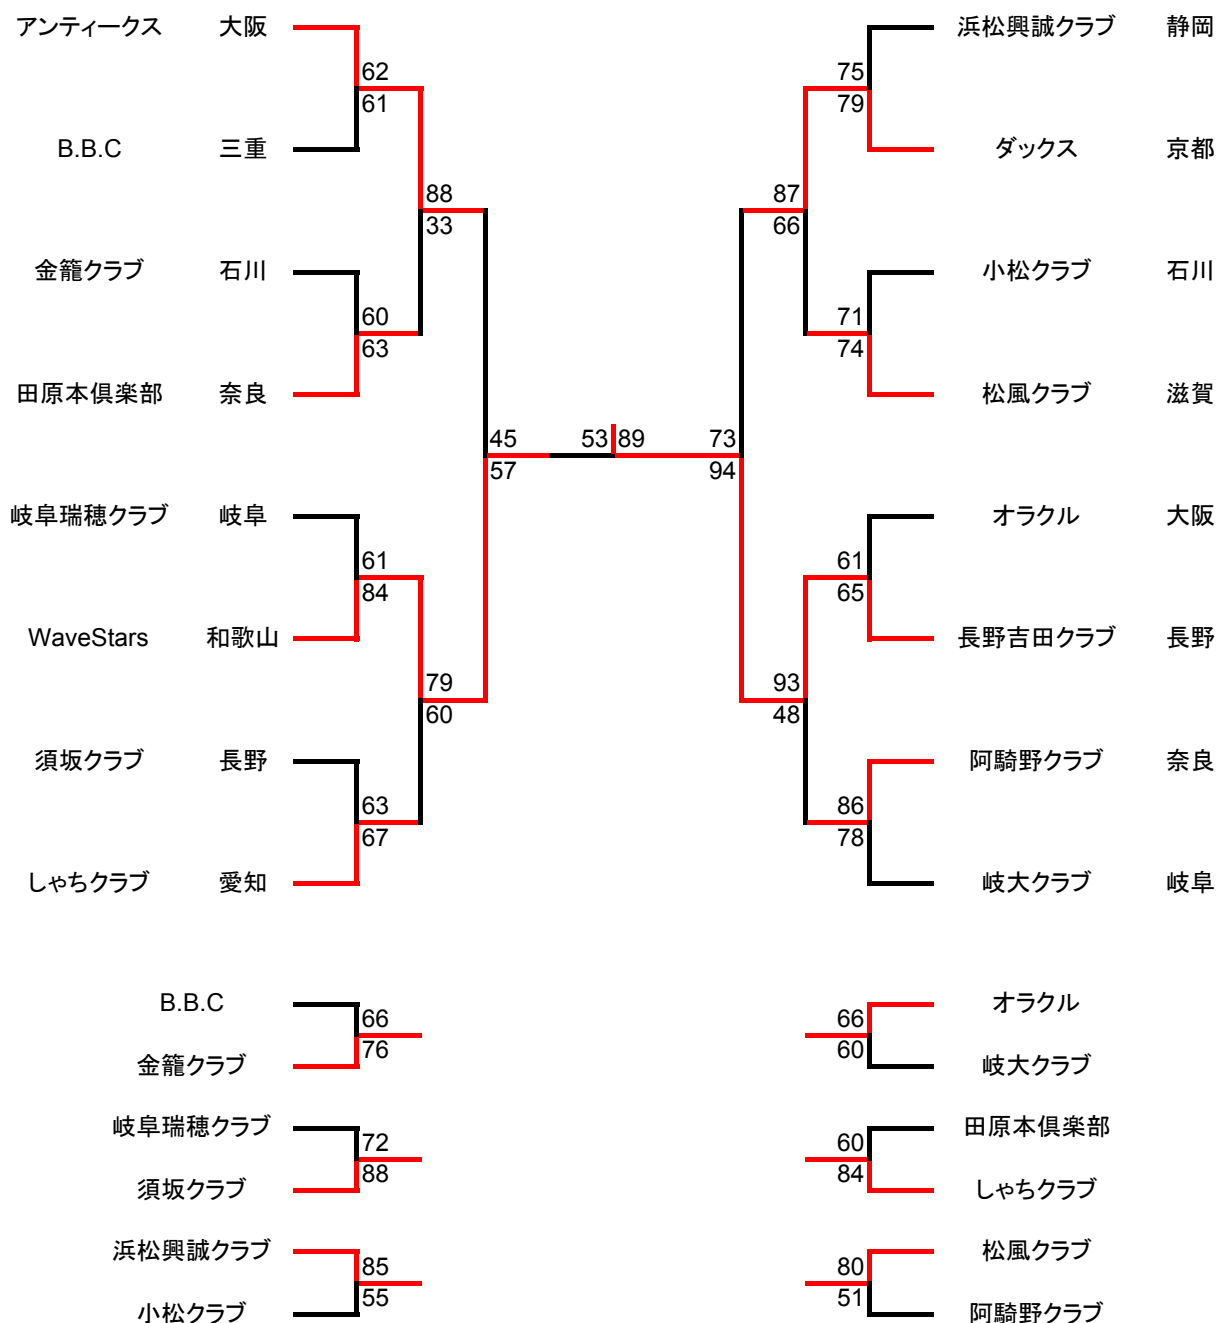 アンティークス 大阪 浜松興誠クラブ 静岡
62 75
61 79
B.B.C 三重 ダックス 京都
88 87
33 66
金籠クラブ 石川 小松クラブ 石川
60 71
63 74
田原本倶楽部 奈良 松風クラブ 滋賀
45 53 89 73
57 94
岐阜瑞穂クラブ 岐阜 オラクル 大阪
61 61
84 65
WaveStars 和歌山 長野吉田クラブ 長野
79 93
60 48
須坂クラブ 長野 阿騎野クラブ 奈良
63 86
67 78
しゃちクラブ 愛知 岐大クラブ 岐阜
B.B.C オラクル
66 66
76 60
金籠クラブ 岐大クラブ
岐阜瑞穂クラブ 田原本倶楽部
72 60
88 84
須坂クラブ しゃちクラブ
浜松興誠クラブ 松風クラブ
85 80
55 51
小松クラブ 阿騎野クラブ